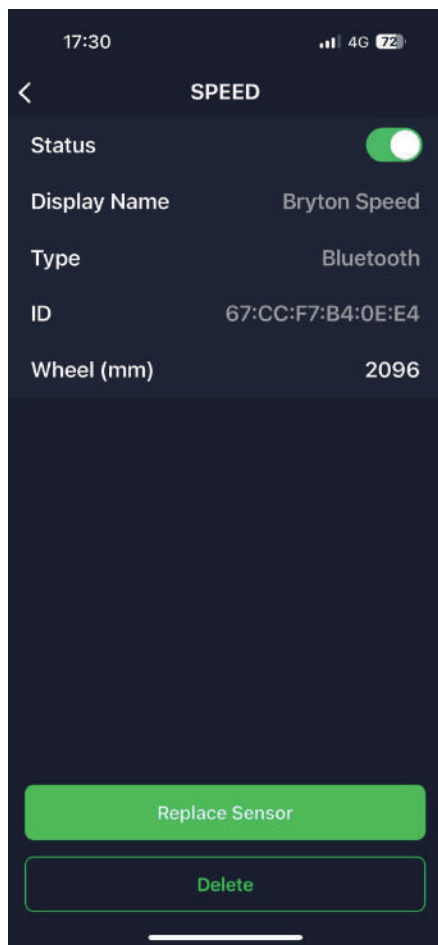 17:30 4G 72
SPEED
Status
Display Name Bryton Speed
Type Bluetooth
ID 67:CC:F7:B4:0E:E4
Wheel (mm) 2096
Replace Sensor
Delete